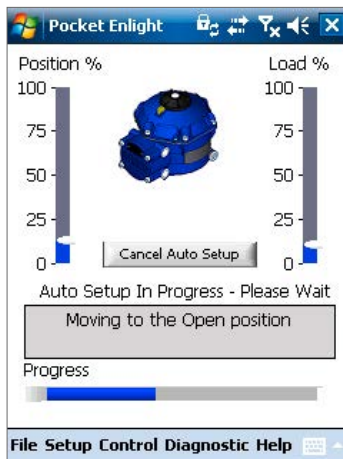 Pocket Enlight
Position % Load %
100 100
75 75
50 50
25 25
0 0
Cancel Auto Setup
Auto Setup In Progress - Please Wait
Moving to the Open position
Progress
File Setup Control Diagnostic Help